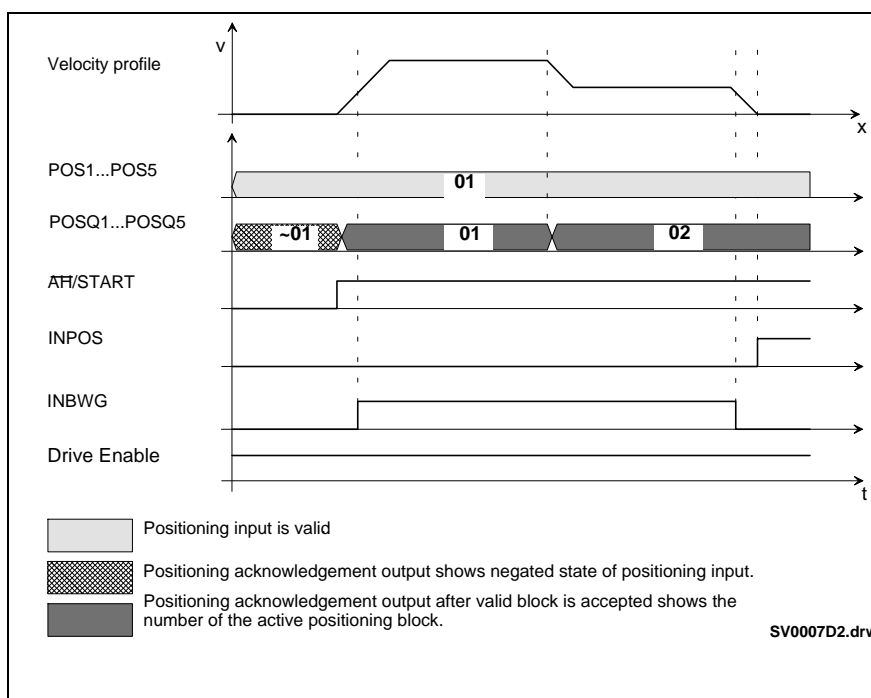 v
Velocity profile
x
POS1...POS5
01
POSQ1...POSQ5
~01
01
02
AH/START
INPOS
INBWG
Drive Enable
t
Positioning input is valid
Positioning acknowledgement output shows negated state of positioning input.
Positioning acknowledgement output after valid block is accepted shows the
number of the active positioning block.
SV0007D2.drw